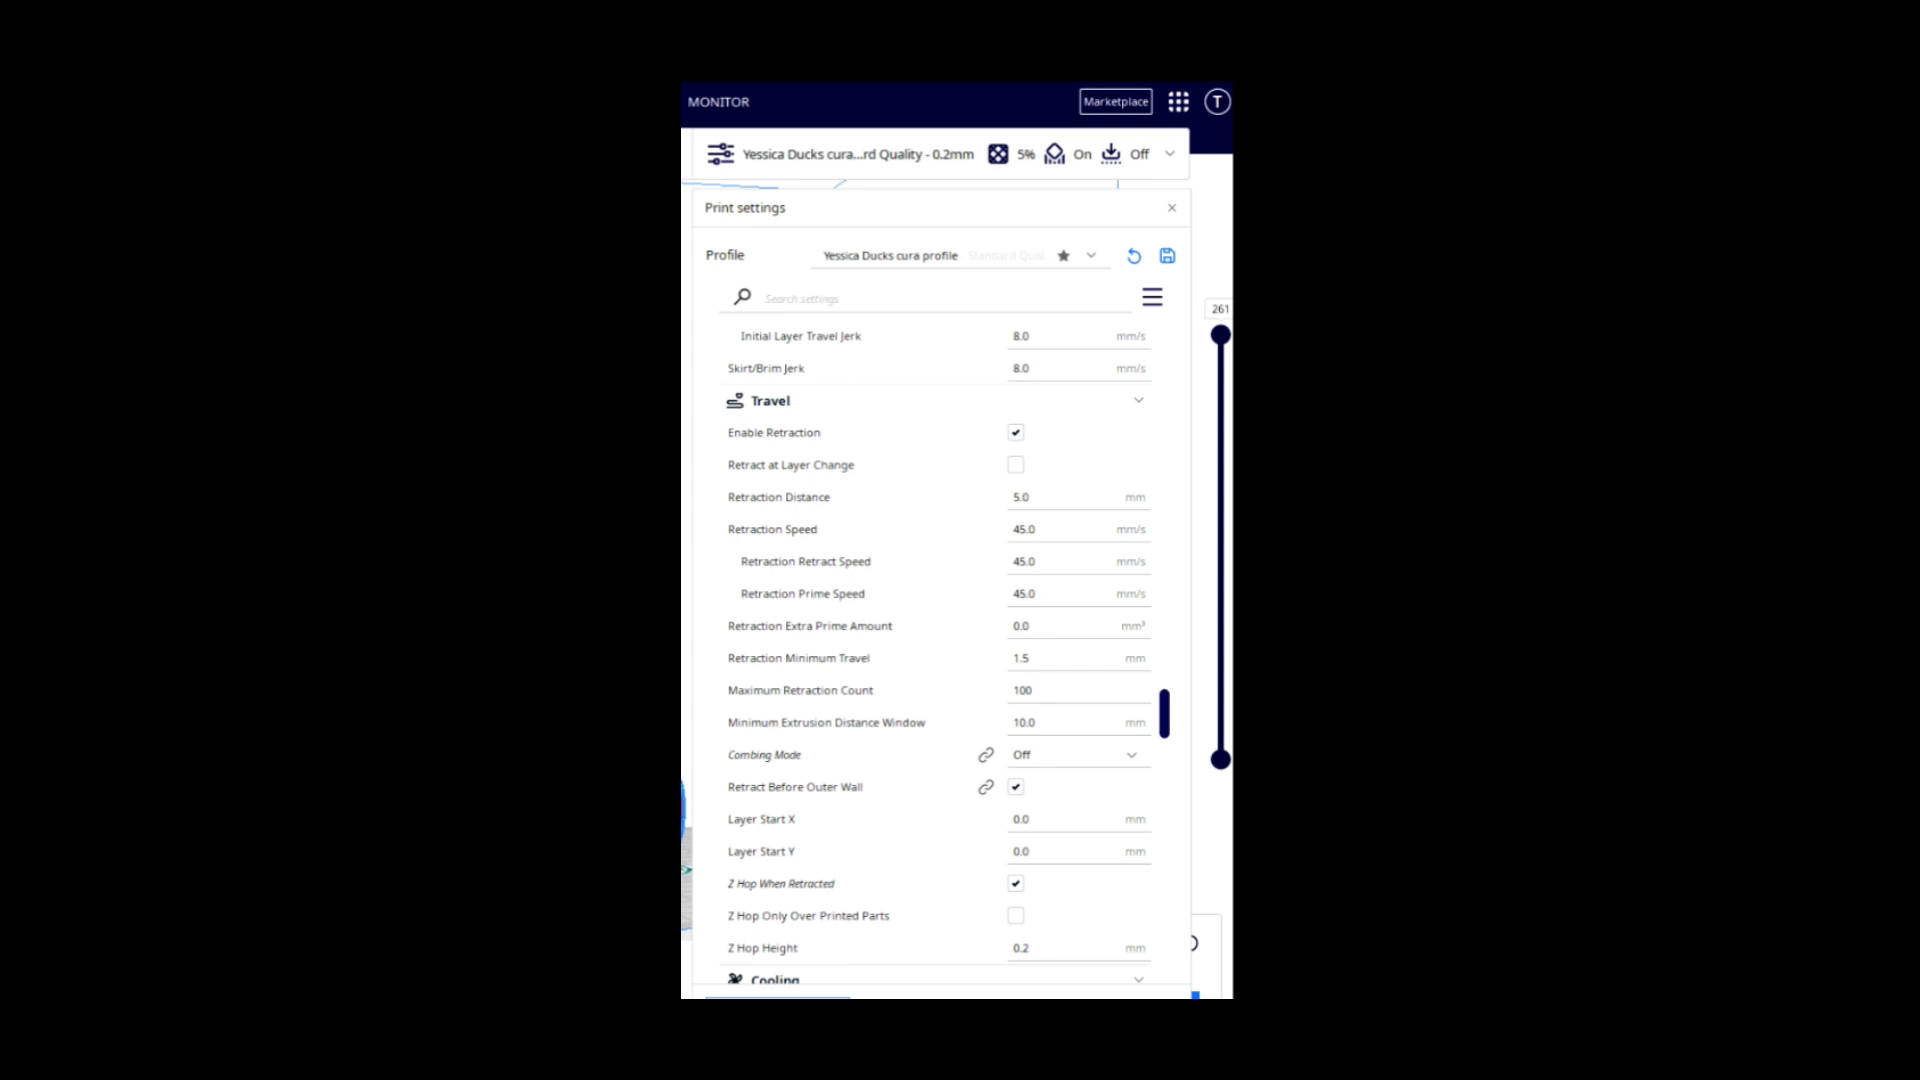 MONITOR Marketplace T
Yessica Ducks cura...rd Quality - 0.2mm 5% On Off
Print settings
Profile Yessica Ducks cura profile - Standard Qual...
Search settings
261
Initial Layer Travel Jerk 8.0 mm/s
Skirt/Brim Jerk 8.0 mm/s
Travel
Enable Retraction
Retract at Layer Change
Retraction Distance 5.0 mm
Retraction Speed 45.0 mm/s
Retraction Retract Speed 45.0 mm/s
Retraction Prime Speed 45.0 mm/s
Retraction Extra Prime Amount 0.0 mm³
Retraction Minimum Travel 1.5 mm
Maximum Retraction Count 100
Minimum Extrusion Distance Window 10.0 mm
Combing Mode Off
Retract Before Outer Wall
Layer Start X 0.0 mm
Layer Start Y 0.0 mm
Z Hop When Retracted
Z Hop Only Over Printed Parts
Z Hop Height 0.2 mm
Cooling